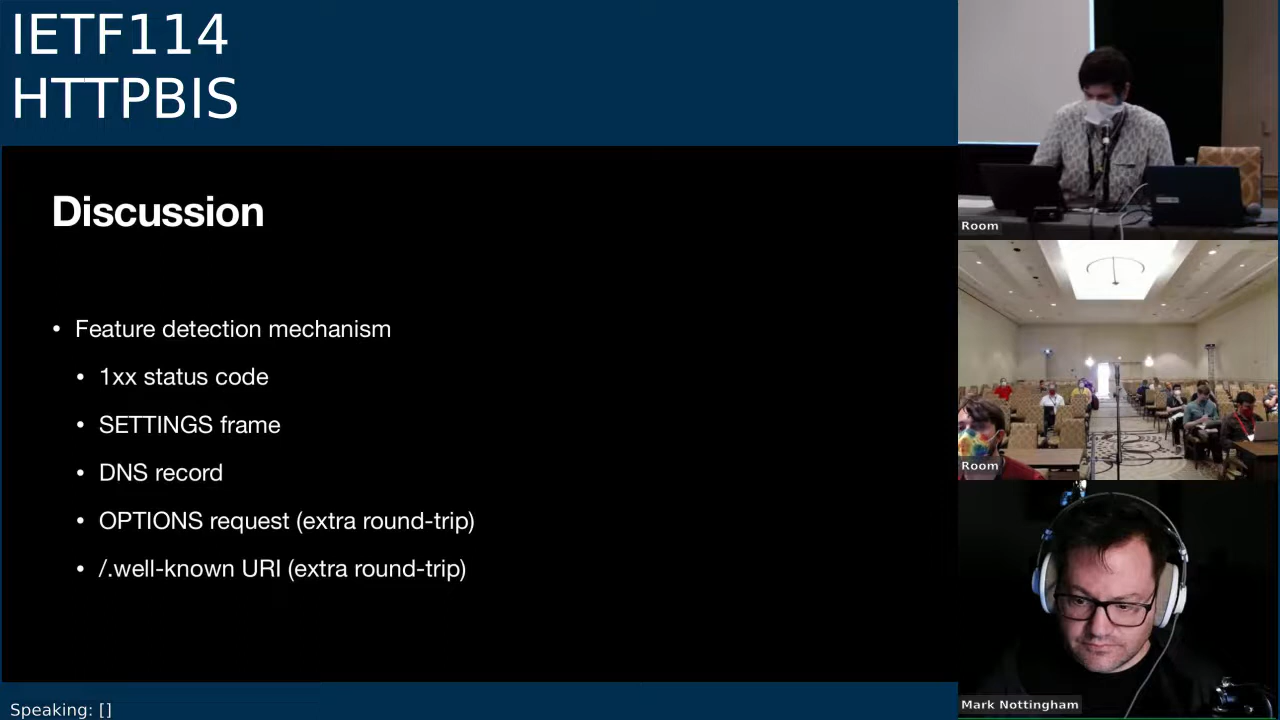 IETF114
HTTPBIS
Discussion
• Feature detection mechanism
• 1xx status code
• SETTINGS frame
• DNS record
• OPTIONS request (extra round-trip)
• /.well-known URI (extra round-trip)
Speaking: []
Room
Room
Mark Nottingham